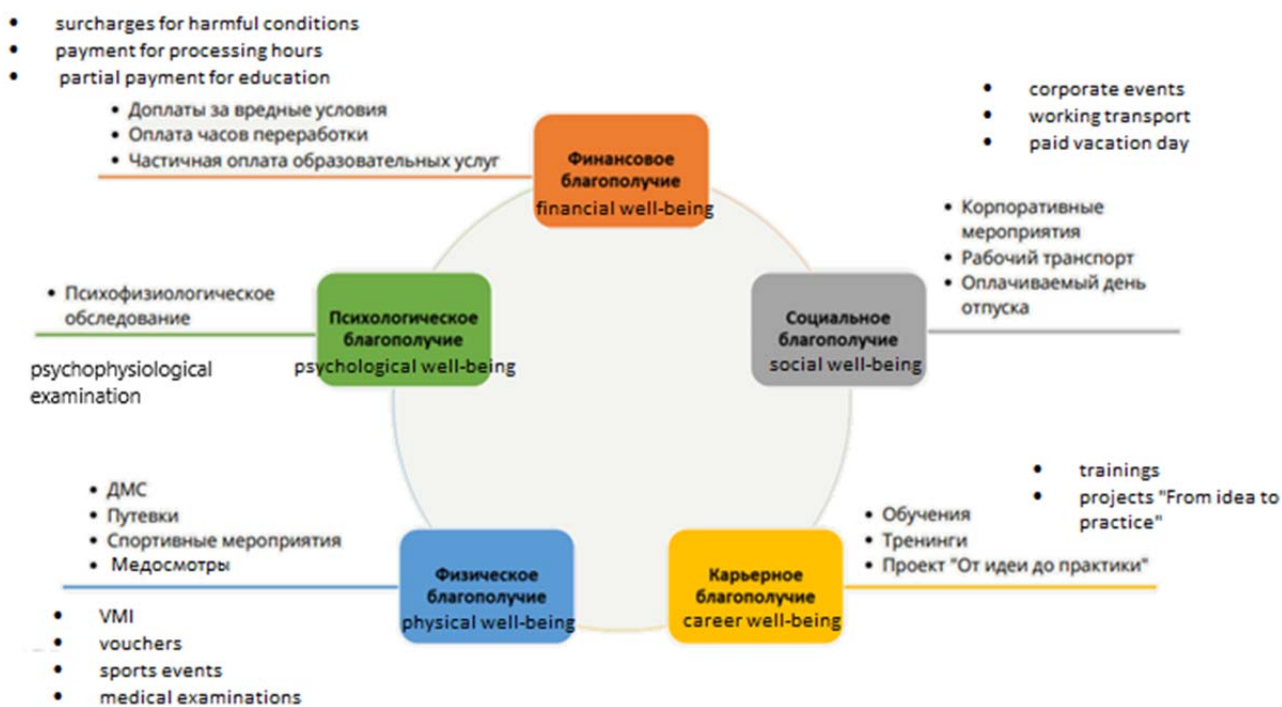 • surcharges for harmful conditions
• payment for processing hours
• partial payment for education
• Доплаты за вредные условия
• Оплата часов переработки
• Частичная оплата образовательных услуг
Финансовое
благополучие
financial well-being
• corporate events
• working transport
• paid vacation day
• Корпоративные
мероприятия
• Рабочий транспорт
• Оплачиваемый день
отпуска
Социальное
благополучие
social well-being
• Психофизиологическое
обследование
psychophysiological
examination
Психологическое
благополучие
psychological well-being
• ДМС
• Путевки
• Спортивные мероприятия
• Медосмотры
Физическое
благополучие
physical well-being
• VMI
• vouchers
• sports events
• medical examinations
• trainings
• projects "From idea to
practice"
• Обучения
• Тренинги
• Проект "От идеи до практики"
Карьерное
благополучие
career well-being